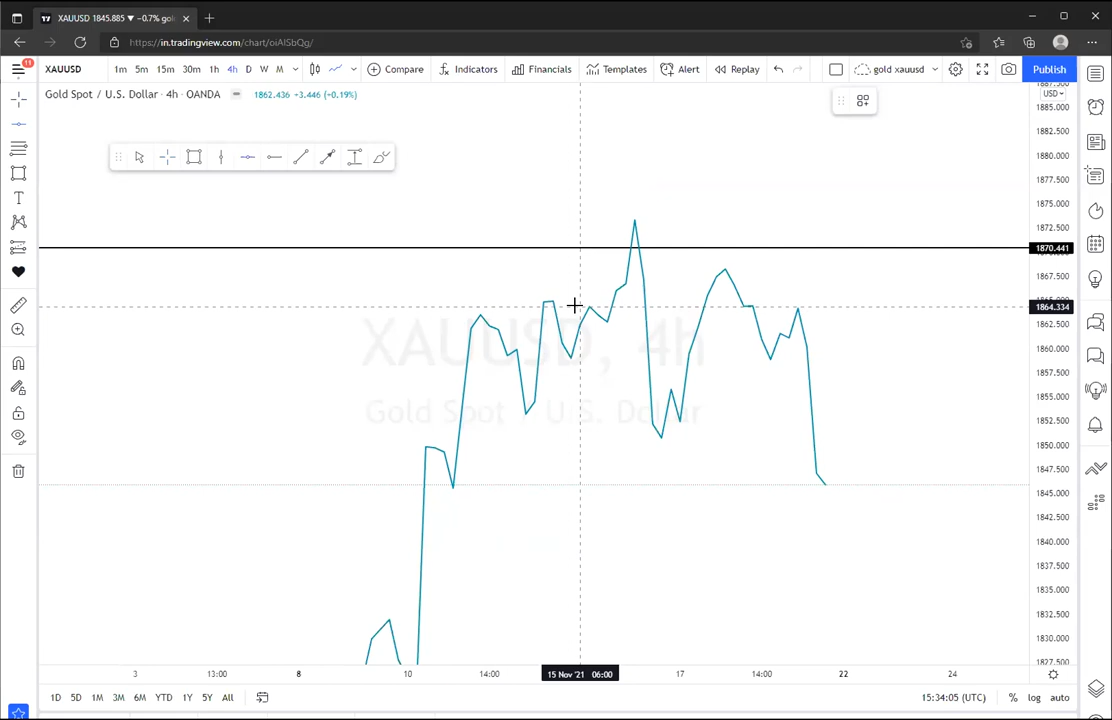 XAUUSD 1845.885 ▼ −0.7% gol
https://in.tradingview.com/chart/oiAISbQg/
11
XAUUSD 1m 5m 15m 30m 1h 4h D W M Compare Indicators Financials Templates Alert Replay gold xauusd Publish
Gold Spot / U.S. Dollar · 4h · OANDA 1862.436 +3.446 (+0.19%)
USD
1887.500
1885.000
1882.500
1880.000
1877.500
1875.000
1872.500
1870.441
1867.500
1864.334
1862.500
1860.000
1857.500
1855.000
1852.500
1850.000
1847.500
1845.000
1842.500
1840.000
1837.500
1835.000
1832.500
1830.000
1827.500
XAUUSD, 4h
Gold Spot / U.S. Dollar
3 13:00 8 10 14:00 15 Nov '21 06:00 17 14:00 22 24
1D 5D 1M 3M 6M YTD 1Y 5Y All 15:34:05 (UTC) % log auto